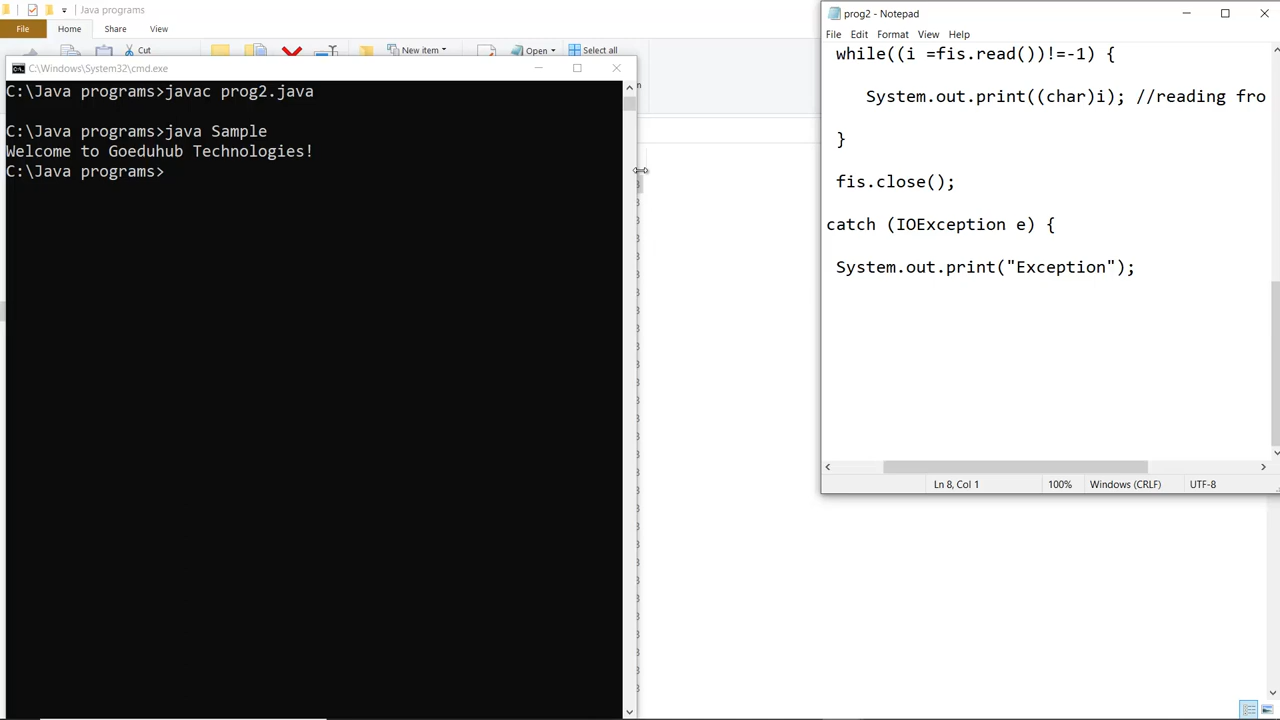 Java programs
File
Home
Share
View
Cut
New item
Open
Select all
C:\Windows\System32\cmd.exe
C:\Java programs>javac prog2.java
C:\Java programs>java Sample
Welcome to Goeduhub Technologies!
C:\Java programs>
prog2 - Notepad
File Edit Format View Help
while((i =fis.read())!=-1) {
System.out.print((char)i); //reading fro
}
fis.close();
catch (IOException e) {
System.out.print("Exception");
Ln 8, Col 1
100%
Windows (CRLF)
UTF-8